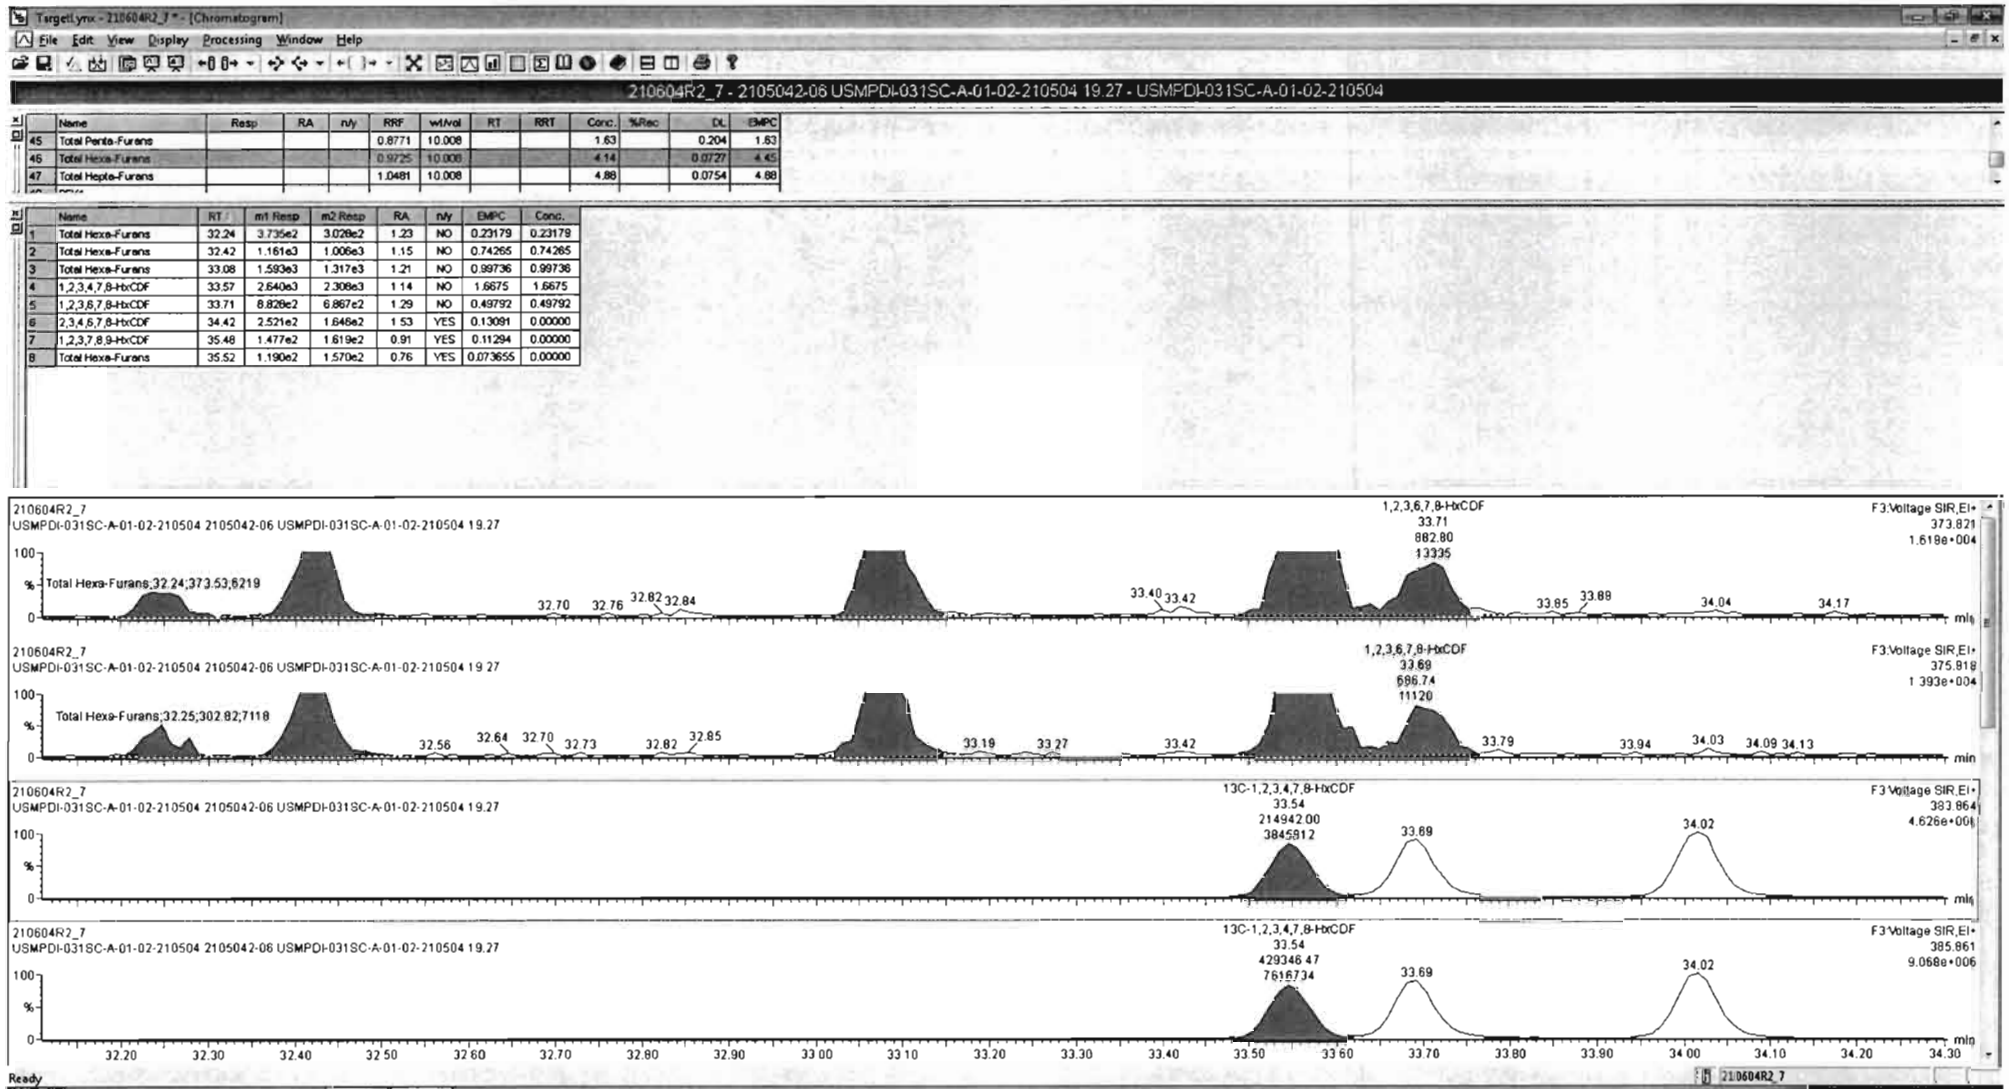 TargetLynx - 210604R2_7 * - [Chromatogram]
File Edit View Display Processing Window Help
210604R2_7 - 2105042-06 USMPDI-031SC-A-01-02-210504 19.27 - USMPDI-031SC-A-01-02-210504
Name Resp RA n/y RRF wt/vol RT RRT Conc. %Rec DL EMPC
45 Total Penta-Furans 0.8771 10.008 1.63 0.204 1.63
46 Total Hexa-Furans 0.9725 10.008 4.14 0.0727 4.45
47 Total Hepta-Furans 1.0481 10.008 4.88 0.0754 4.88
Name RT m1 Resp m2 Resp RA n/y EMPC Conc.
1 Total Hexa-Furans 32.24 3.735e2 3.028e2 1.23 NO 0.23179 0.23179
2 Total Hexa-Furans 32.42 1.161e3 1.006e3 1.15 NO 0.74265 0.74265
3 Total Hexa-Furans 33.08 1.593e3 1.317e3 1.21 NO 0.99736 0.99736
4 1,2,3,4,7,8-HxCDF 33.57 2.640e3 2.308e3 1.14 NO 1.6675 1.6675
5 1,2,3,6,7,8-HxCDF 33.71 8.828e2 6.867e2 1.29 NO 0.49792 0.49792
6 2,3,4,6,7,8-HxCDF 34.42 2.521e2 1.646e2 1.53 YES 0.13091 0.00000
7 1,2,3,7,8,9-HxCDF 35.48 1.477e2 1.619e2 0.91 YES 0.11294 0.00000
8 Total Hexa-Furans 35.52 1.190e2 1.570e2 0.76 YES 0.073655 0.00000
210604R2_7 1,2,3,6,7,8-HxCDF F3:Voltage SIR,EI+
USMPDI-031SC-A-01-02-210504 2105042-06 USMPDI-031SC-A-01-02-210504 19.27 33.71 373.821
882.80 1.618e+004
13335
100
%
Total Hexa-Furans;32.24;373.53;6219
32.70 32.76 32.82 32.84 33.40 33.42 33.85 33.88 34.04 34.17
0 min
210604R2_7 1,2,3,6,7,8-HxCDF F3:Voltage SIR,EI+
USMPDI-031SC-A-01-02-210504 2105042-06 USMPDI-031SC-A-01-02-210504 19.27 33.69 375.818
686.74 1.393e+004
11120
100
%
Total Hexa-Furans;32.25;302.82;7118
32.56 32.64 32.70 32.73 32.82 32.85 33.19 33.27 33.42 33.79 33.94 34.03 34.09 34.13
0 min
210604R2_7 13C-1,2,3,4,7,8-HxCDF F3:Voltage SIR,EI+
USMPDI-031SC-A-01-02-210504 2105042-06 USMPDI-031SC-A-01-02-210504 19.27 33.54 383.864
214942.00 4.626e+006
3845812 33.69 34.02
100
%
0 min
210604R2_7 13C-1,2,3,4,7,8-HxCDF F3:Voltage SIR,EI+
USMPDI-031SC-A-01-02-210504 2105042-06 USMPDI-031SC-A-01-02-210504 19.27 33.54 385.861
429346.47 9.068e+006
7616734 33.69 34.02
100
%
0 min
32.20 32.30 32.40 32.50 32.60 32.70 32.80 32.90 33.00 33.10 33.20 33.30 33.40 33.50 33.60 33.70 33.80 33.90 34.00 34.10 34.20 34.30
Ready 210604R2_7